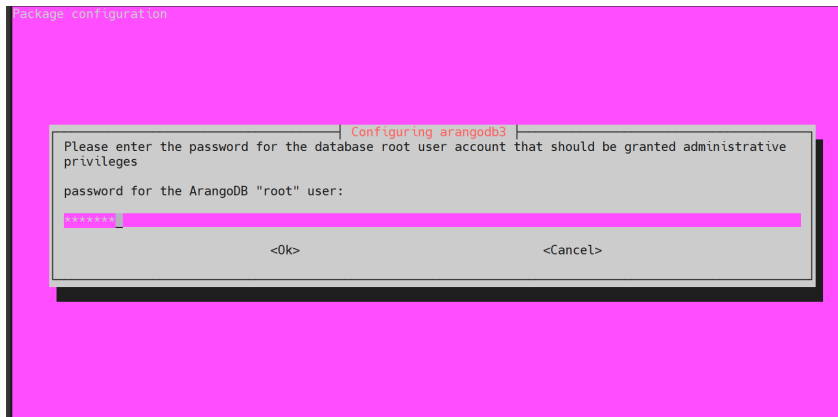 Package configuration
Configuring arangodb3
Please enter the password for the database root user account that should be granted administrative
privileges
password for the ArangoDB "root" user:
*******
<Ok> <Cancel>